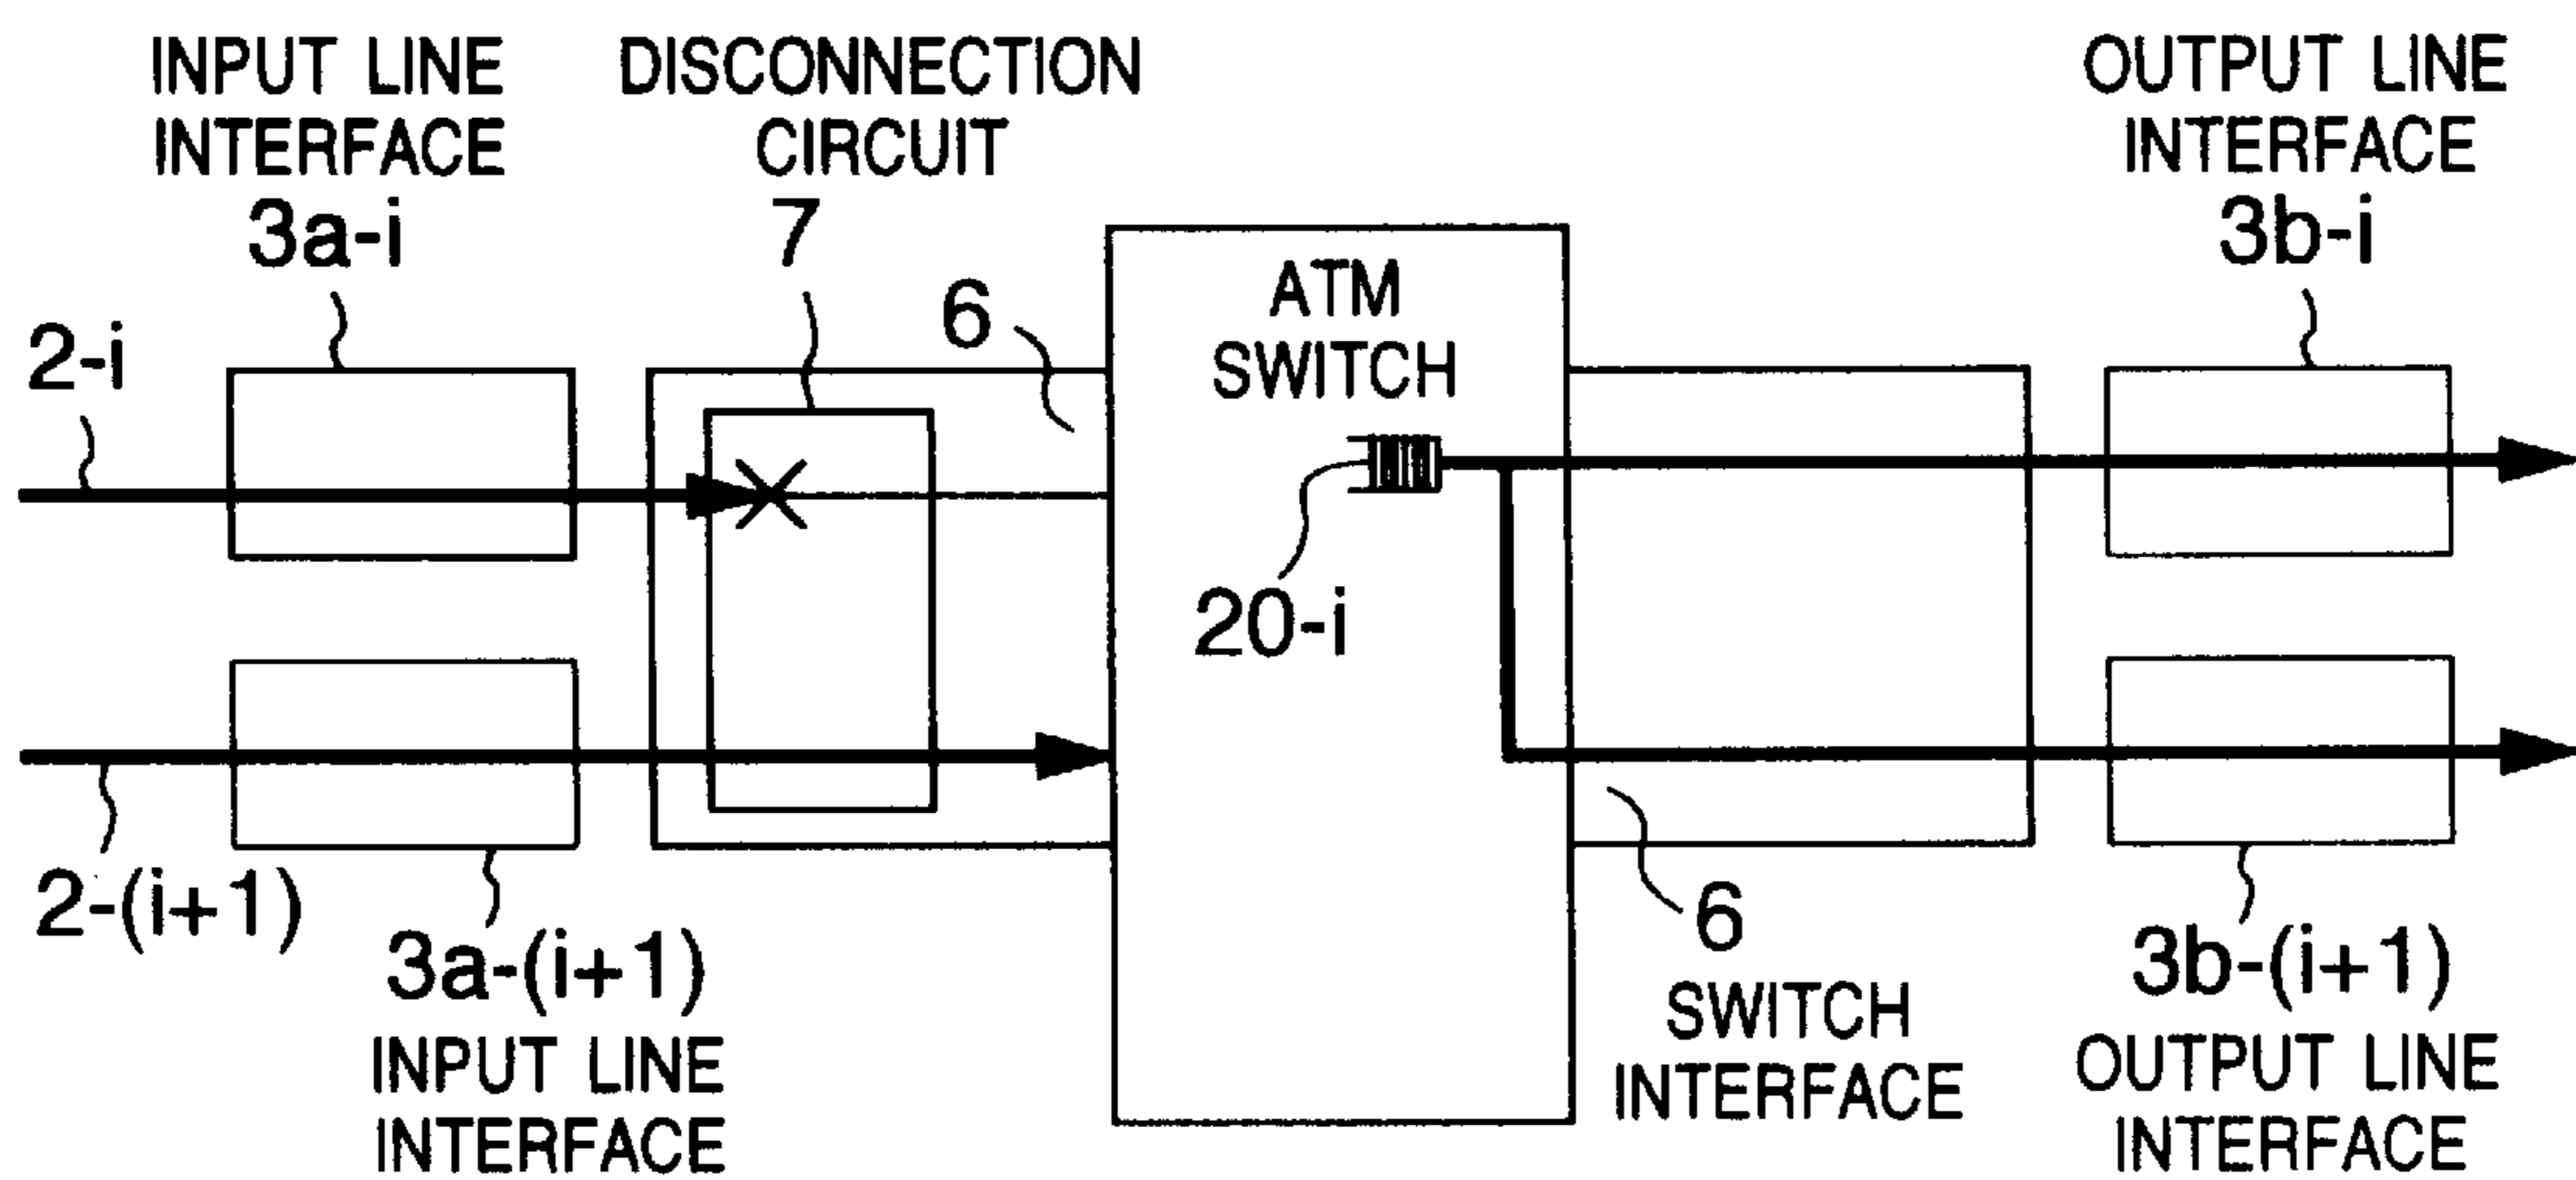 INPUT LINE
INTERFACE
3a-i
DISCONNECTION
CIRCUIT
7
OUTPUT LINE
INTERFACE
3b-i
2-i
6
ATM
SWITCH
20-i
2-(i+1)
3a-(i+1)
INPUT LINE
INTERFACE
6
SWITCH
INTERFACE
3b-(i+1)
OUTPUT LINE
INTERFACE